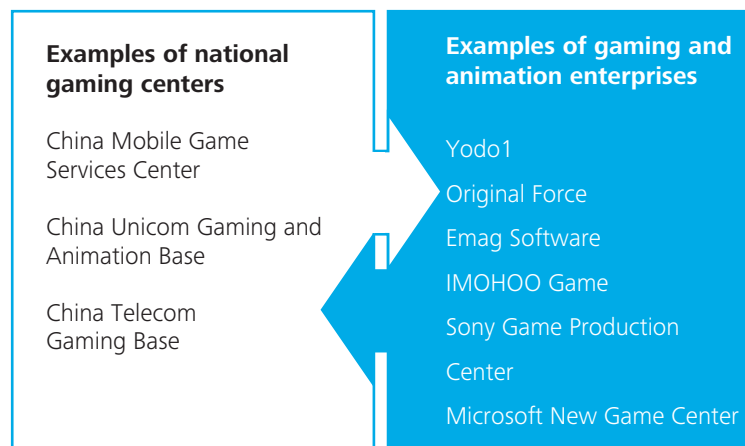 Examples of national
gaming centers
China Mobile Game
Services Center
China Unicom Gaming and
Animation Base
China Telecom
Gaming Base
Examples of gaming and
animation enterprises
Yodo1
Original Force
Emag Software
IMOHOO Game
Sony Game Production
Center
Microsoft New Game Center